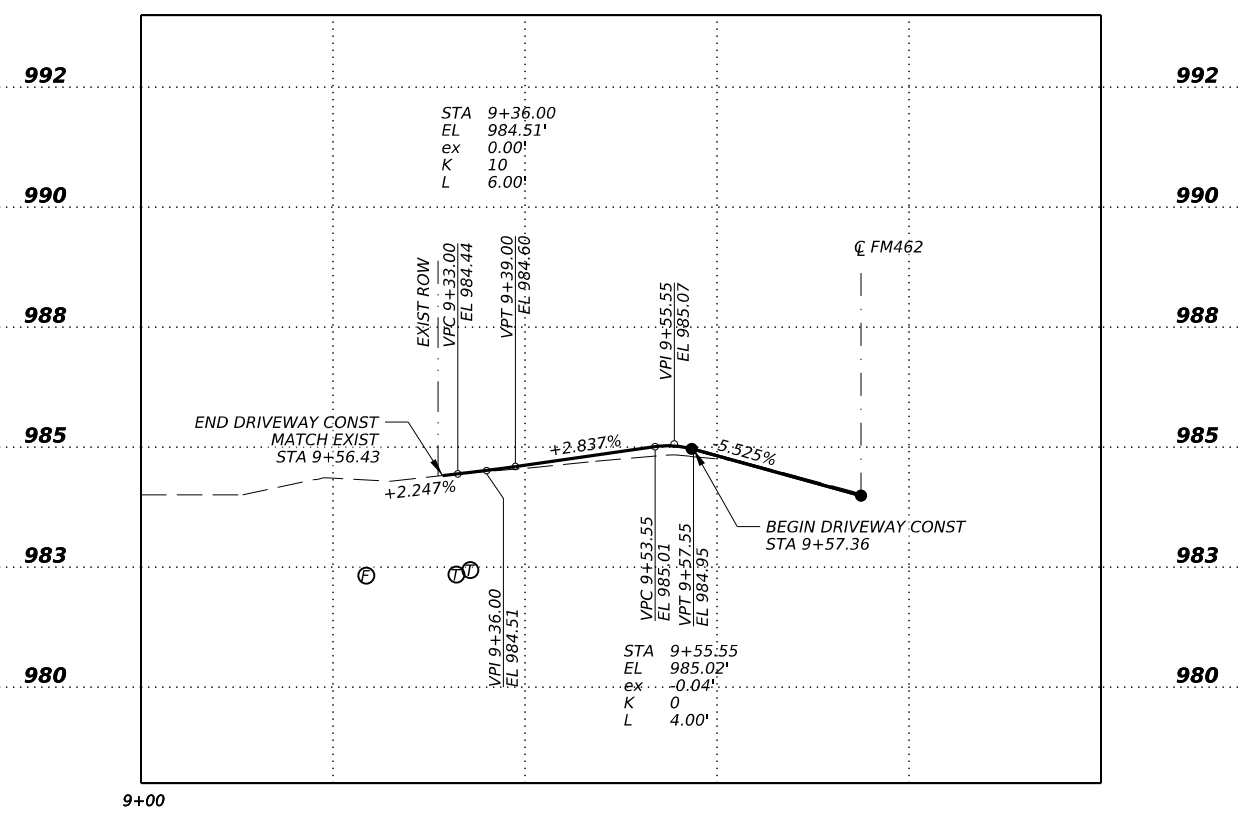 992
992
STA 9+36.00
EL 984.51'
ex 0.00'
K 10
L 6.00'
990
990
℄ FM462
EXIST ROW
VPC 9+33.00
EL 984.44
VPT 9+39.00
EL 984.60
VPI 9+55.55
EL 985.07
988
988
END DRIVEWAY CONST
MATCH EXIST
STA 9+56.43
985
985
+2.247%
+2.837%
-5.525%
BEGIN DRIVEWAY CONST
STA 9+57.36
983
983
F
T
T
VPI 9+36.00
EL 984.51
VPC 9+53.55
EL 985.01
VPT 9+57.55
EL 984.95
STA 9+55.55
EL 985.02'
ex -0.04'
K 0
L 4.00'
980
980
9+00